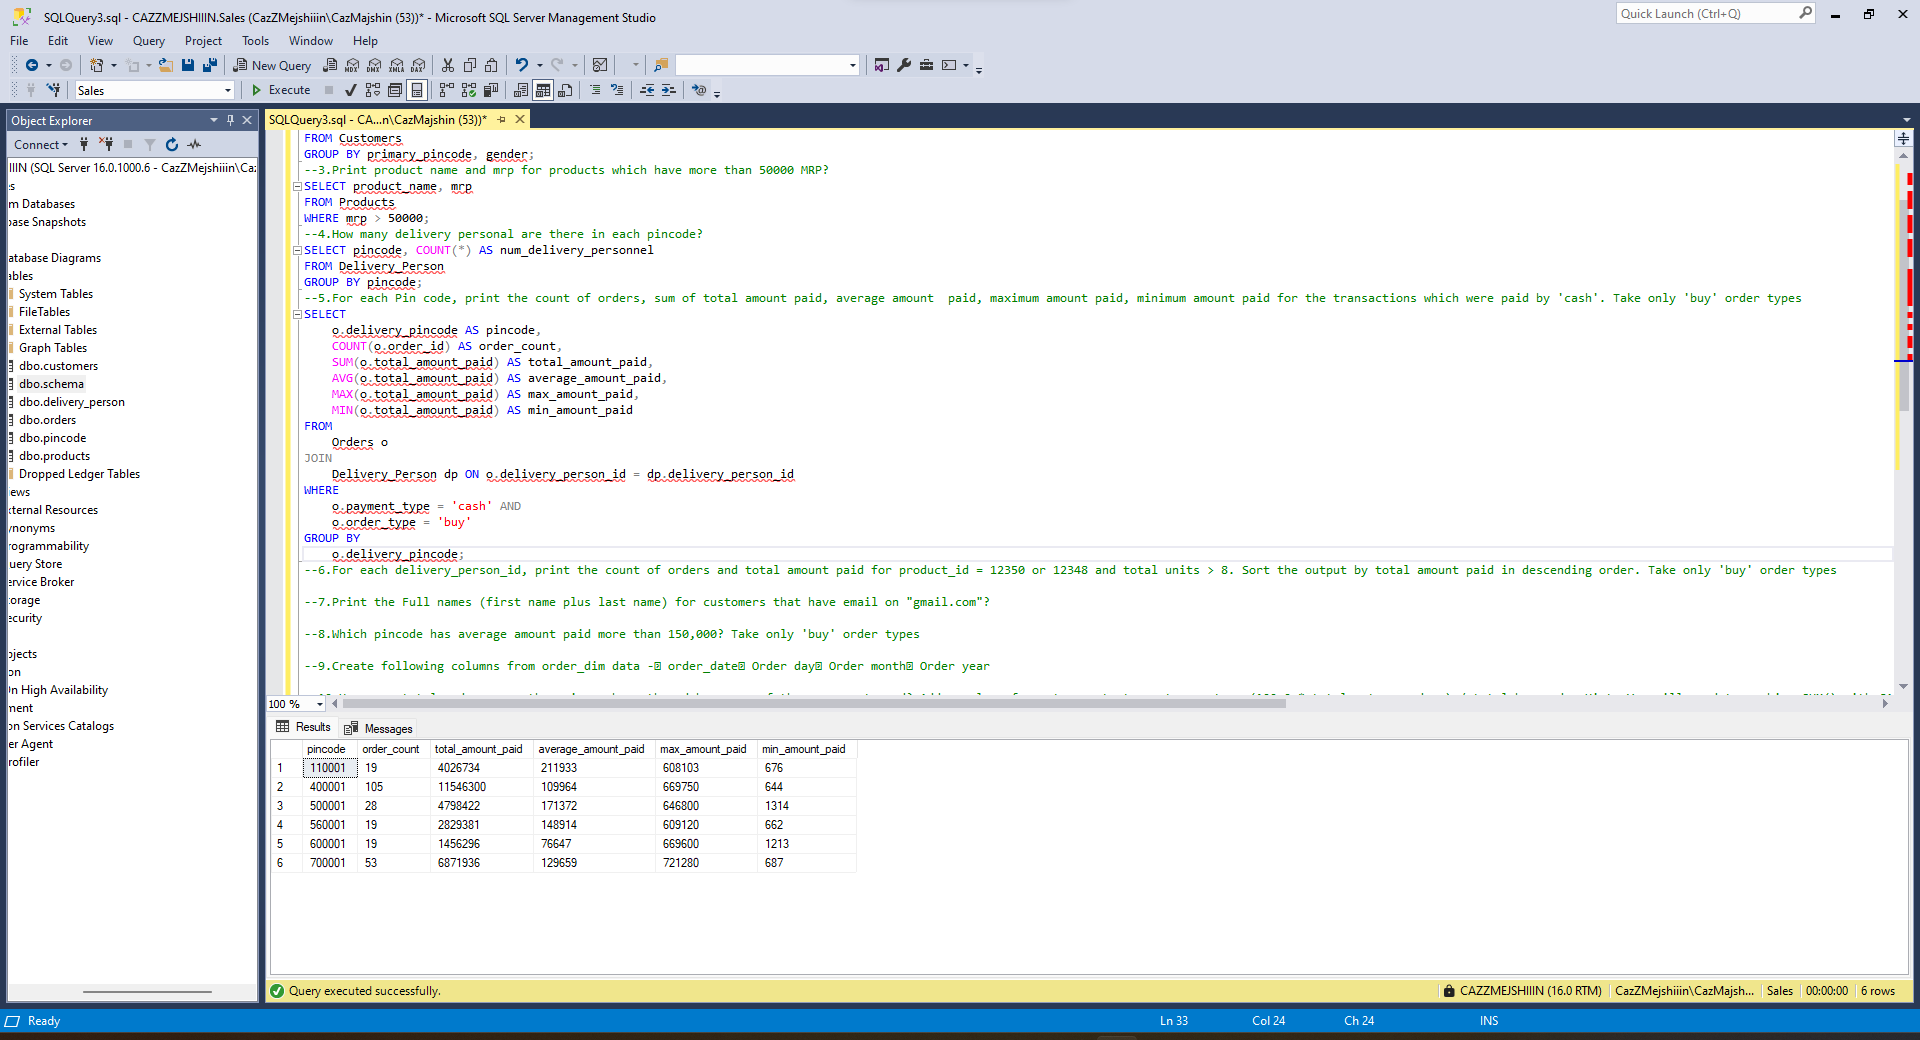 SQLQuery3.sql - CAZZMEJSHIIIN.Sales (CazZMejshiiin\CazMajshin (53))* - Microsoft SQL Server Management Studio
Quick Launch (Ctrl+Q)
File Edit View Query Project Tools Window Help
New Query MDX DMX XMLA DAX
Sales Execute
Object Explorer
SQLQuery3.sql - CA...n\CazMajshin (53))*
Connect
IIIN (SQL Server 16.0.1000.6 - CazZMejshiiin\Caz
es
m Databases
base Snapshots
atabase Diagrams
ables
System Tables
FileTables
External Tables
Graph Tables
dbo.customers
dbo.schema
dbo.delivery_person
dbo.orders
dbo.pincode
dbo.products
Dropped Ledger Tables
iews
xternal Resources
ynonyms
rogrammability
uery Store
ervice Broker
torage
ecurity
bjects
on
On High Availability
ment
on Services Catalogs
er Agent
rofiler
FROM Customers
GROUP BY primary_pincode, gender;
--3.Print product name and mrp for products which have more than 50000 MRP?
SELECT product_name, mrp
FROM Products
WHERE mrp > 50000;
--4.How many delivery personal are there in each pincode?
SELECT pincode, COUNT(*) AS num_delivery_personnel
FROM Delivery_Person
GROUP BY pincode;
--5.For each Pin code, print the count of orders, sum of total amount paid, average amount  paid, maximum amount paid, minimum amount paid for the transactions which were paid by 'cash'. Take only 'buy' order types
SELECT
o.delivery_pincode AS pincode,
COUNT(o.order_id) AS order_count,
SUM(o.total_amount_paid) AS total_amount_paid,
AVG(o.total_amount_paid) AS average_amount_paid,
MAX(o.total_amount_paid) AS max_amount_paid,
MIN(o.total_amount_paid) AS min_amount_paid
FROM
Orders o
JOIN
Delivery_Person dp ON o.delivery_person_id = dp.delivery_person_id
WHERE
o.payment_type = 'cash' AND
o.order_type = 'buy'
GROUP BY
o.delivery_pincode;
--6.For each delivery_person_id, print the count of orders and total amount paid for product_id = 12350 or 12348 and total units > 8. Sort the output by total amount paid in descending order. Take only 'buy' order types
--7.Print the Full names (first name plus last name) for customers that have email on "gmail.com"?
--8.Which pincode has average amount paid more than 150,000? Take only 'buy' order types
--9.Create following columns from order_dim data - order_date Order day Order month Order year
100 %
Results Messages
pincode order_count total_amount_paid average_amount_paid max_amount_paid min_amount_paid
1 110001 19 4026734 211933 608103 676
2 400001 105 11546300 109964 669750 644
3 500001 28 4798422 171372 646800 1314
4 560001 19 2829381 148914 609120 662
5 600001 19 1456296 76647 669600 1213
6 700001 53 6871936 129659 721280 687
Query executed successfully.
CAZZMEJSHIIIN (16.0 RTM) CazZMejshiiin\CazMajsh... Sales 00:00:00 6 rows
Ready Ln 33 Col 24 Ch 24 INS